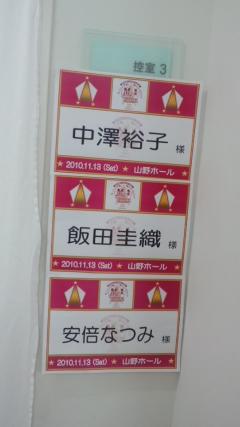 控室 3
中澤裕子 様
★ 2010.11.13 (Sat) ★ 山野ホール ★
飯田圭織 様
★ 2010.11.13 (Sat) ★ 山野ホール ★
安倍なつみ 様
★ 2010.11.13 (Sat) ★ 山野ホール ★